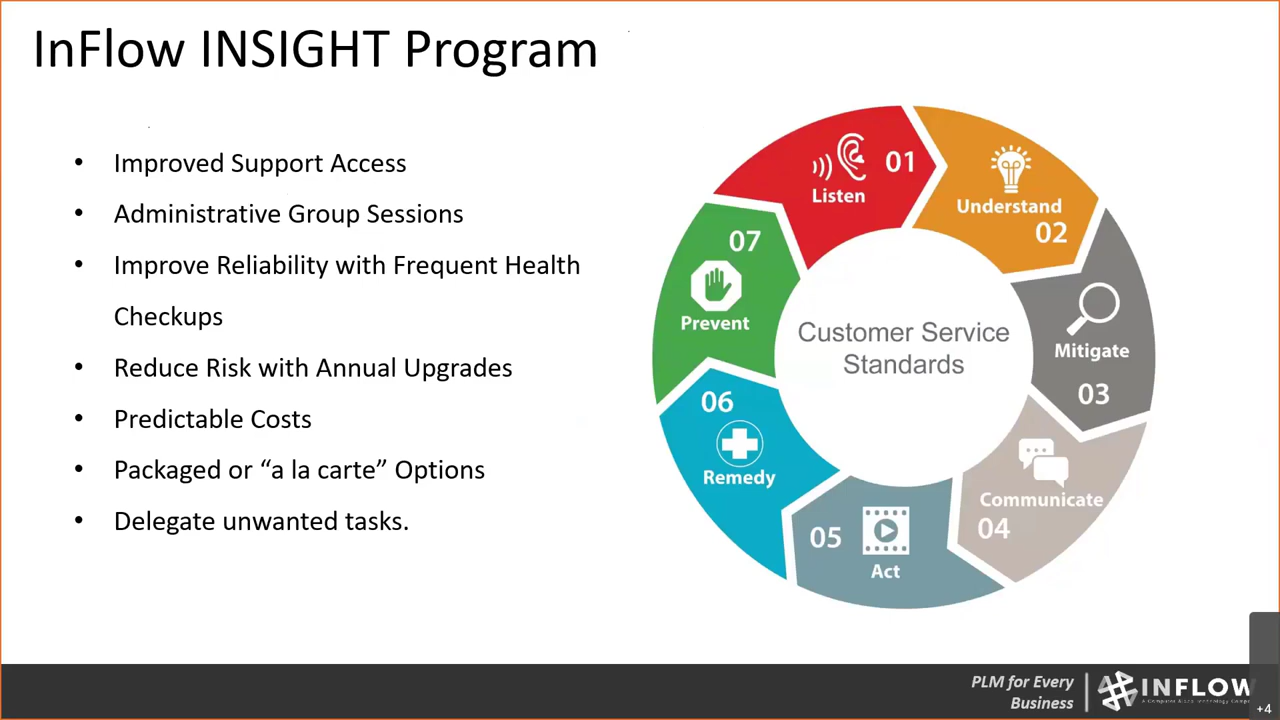 InFlow INSIGHT Program
• Improved Support Access
• Administrative Group Sessions
• Improve Reliability with Frequent Health
Checkups
• Reduce Risk with Annual Upgrades
• Predictable Costs
• Packaged or “a la carte” Options
• Delegate unwanted tasks.
01
Listen
Understand
02
Mitigate
03
Communicate
04
05
Act
06
Remedy
07
Prevent
Customer Service
Standards
PLM for Every
Business
INFLOW
+4